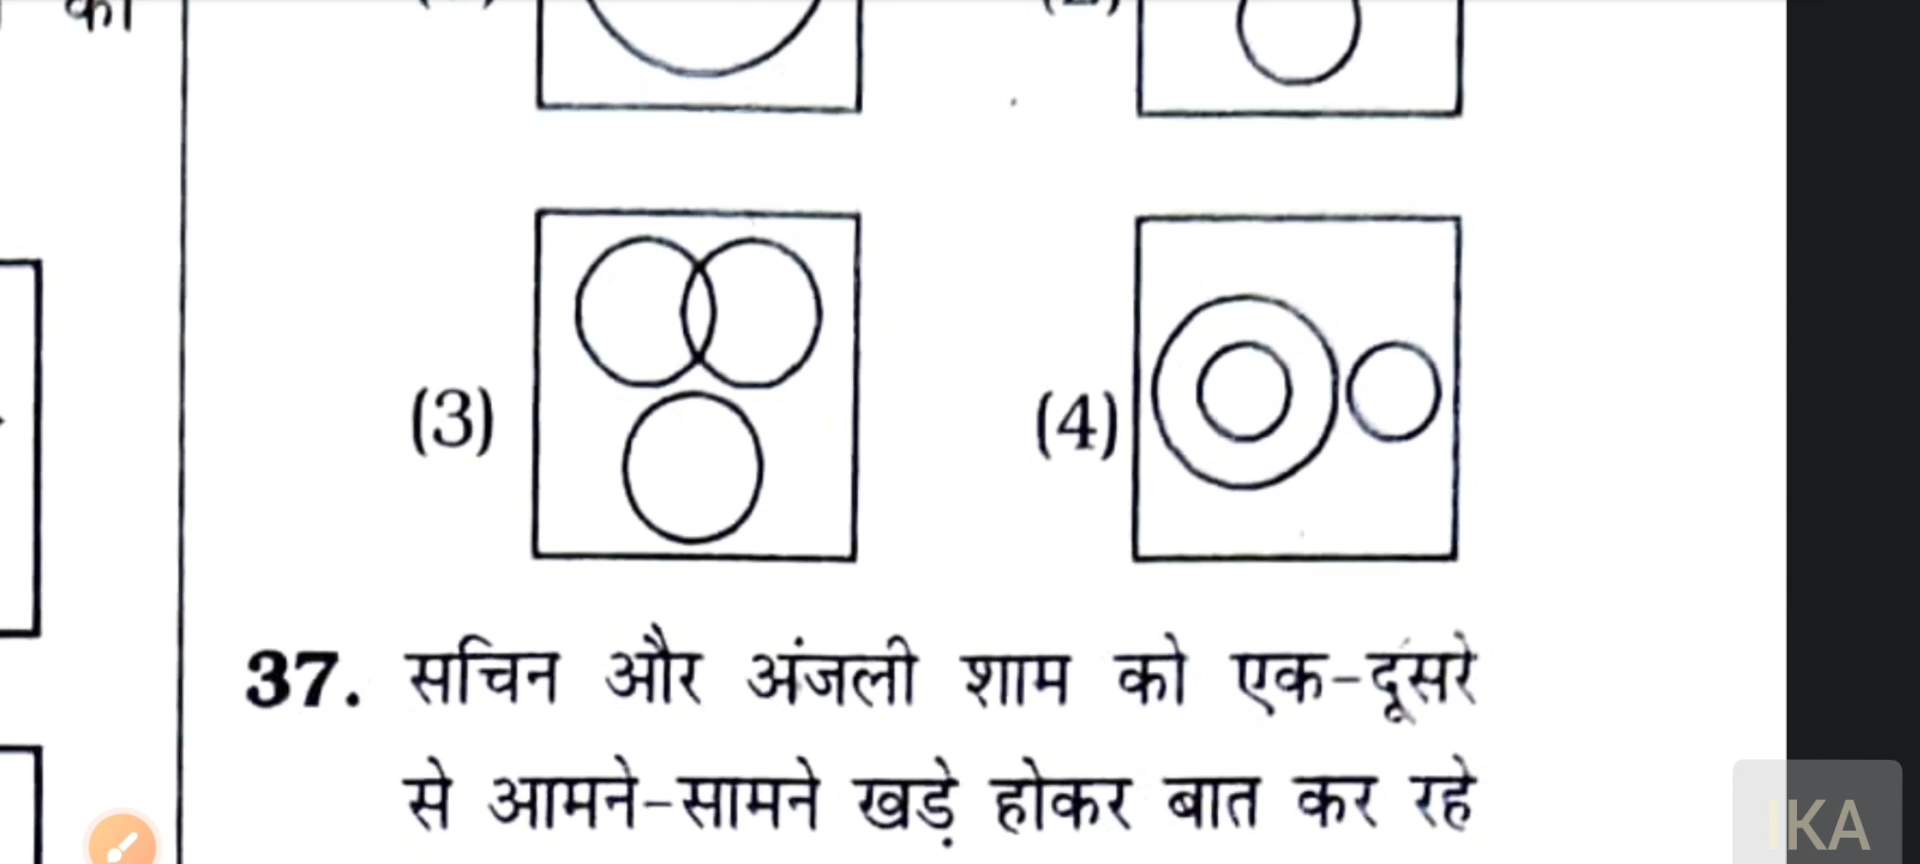 (3)
(4)
37. सचिन और अंजली शाम को एक-दूसरे
से आमने-सामने खड़े होकर बात कर रहे
IKA